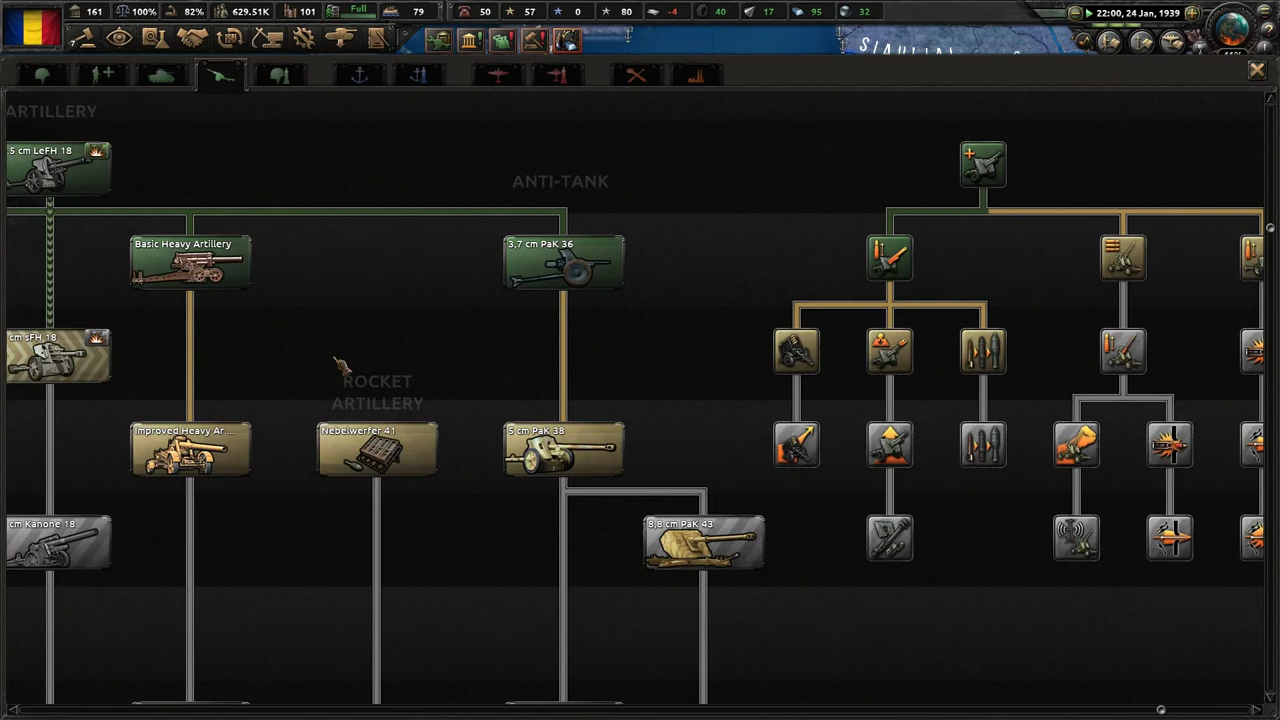 161 100% 82% 629.51K 101 Full 79 50 57 0 80 -4 40 17 95 32 22:00, 24 Jan, 1939
7
ARTILLERY
.5 cm LeFH 18
ANTI-TANK
Basic Heavy Artillery
3,7 cm PaK 36
cm sFH 18
ROCKET
ARTILLERY
Improved Heavy Ar ...
Nebelwerfer 41
5 cm PaK 38
cm Kanone 18
8,8 cm PaK 43